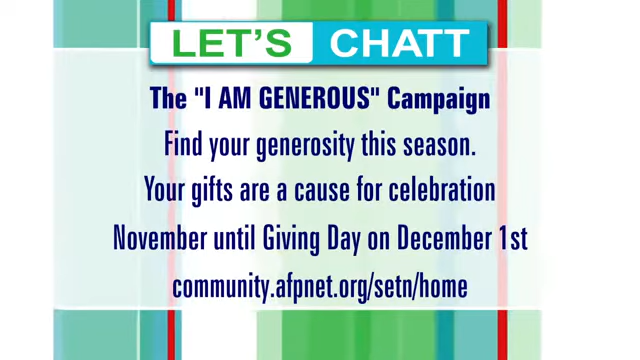 LET'S CHATT
The "I AM GENEROUS" Campaign
Find your generosity this season.
Your gifts are a cause for celebration
November until Giving Day on December 1st
community.afpnet.org/setn/home